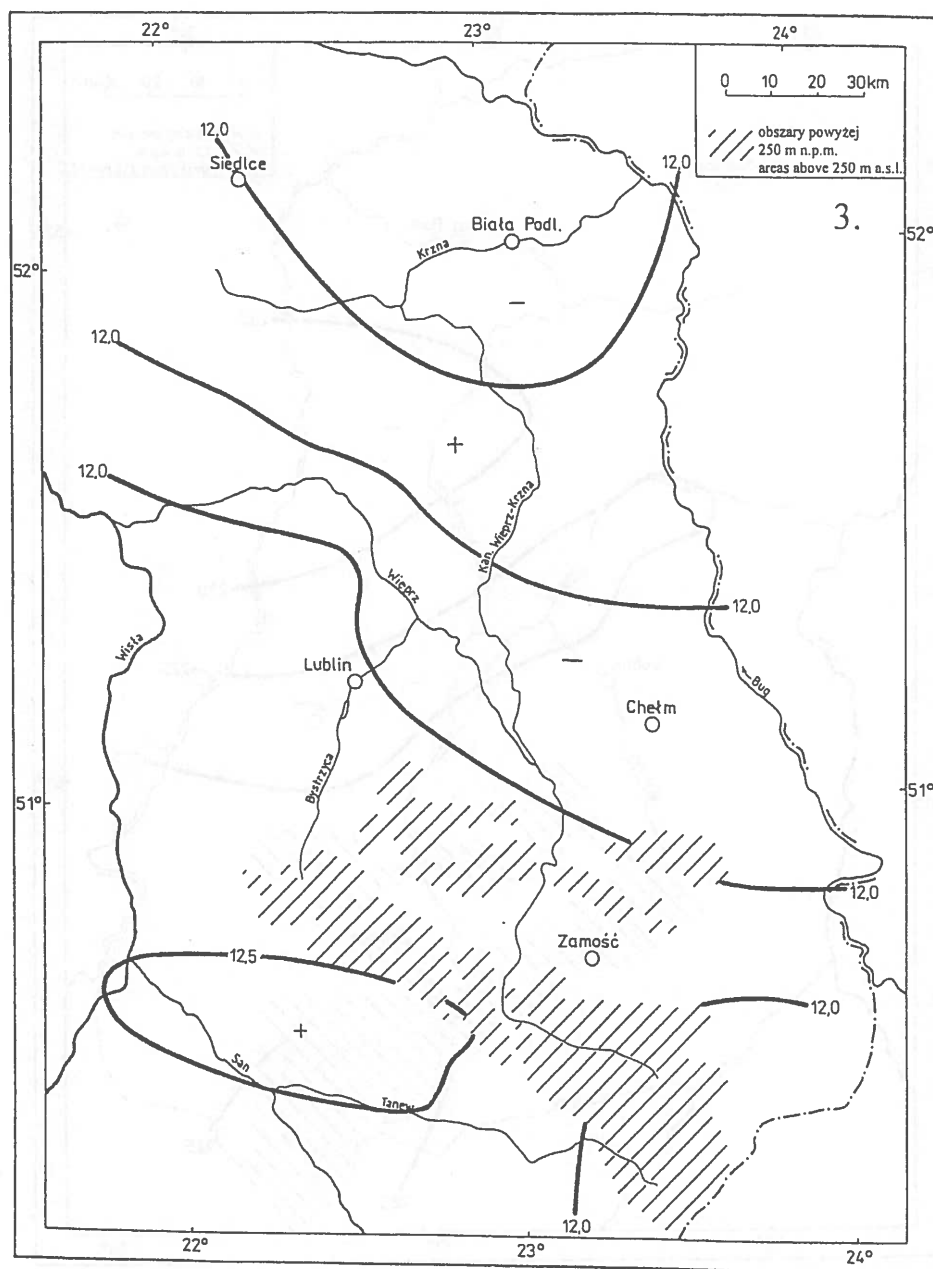 22° 23° 24°
0 10 20 30km
obszary powyżej
250 m n.p.m.
areas above 250 m a.s.l.
3.
12,0
Siedlce
12,0
Biała Podl.
Krzna
52°
52°
−
12,0
+
12,0
Kan. Wieprz-Krzna
Wieprz
12,0
Wisła
Lublin
−
Bug
Chełm
Bystrzyca
51°
51°
12,0
Zamość
12,5
12,0
+
San
Tanew
12,0
22° 23° 24°